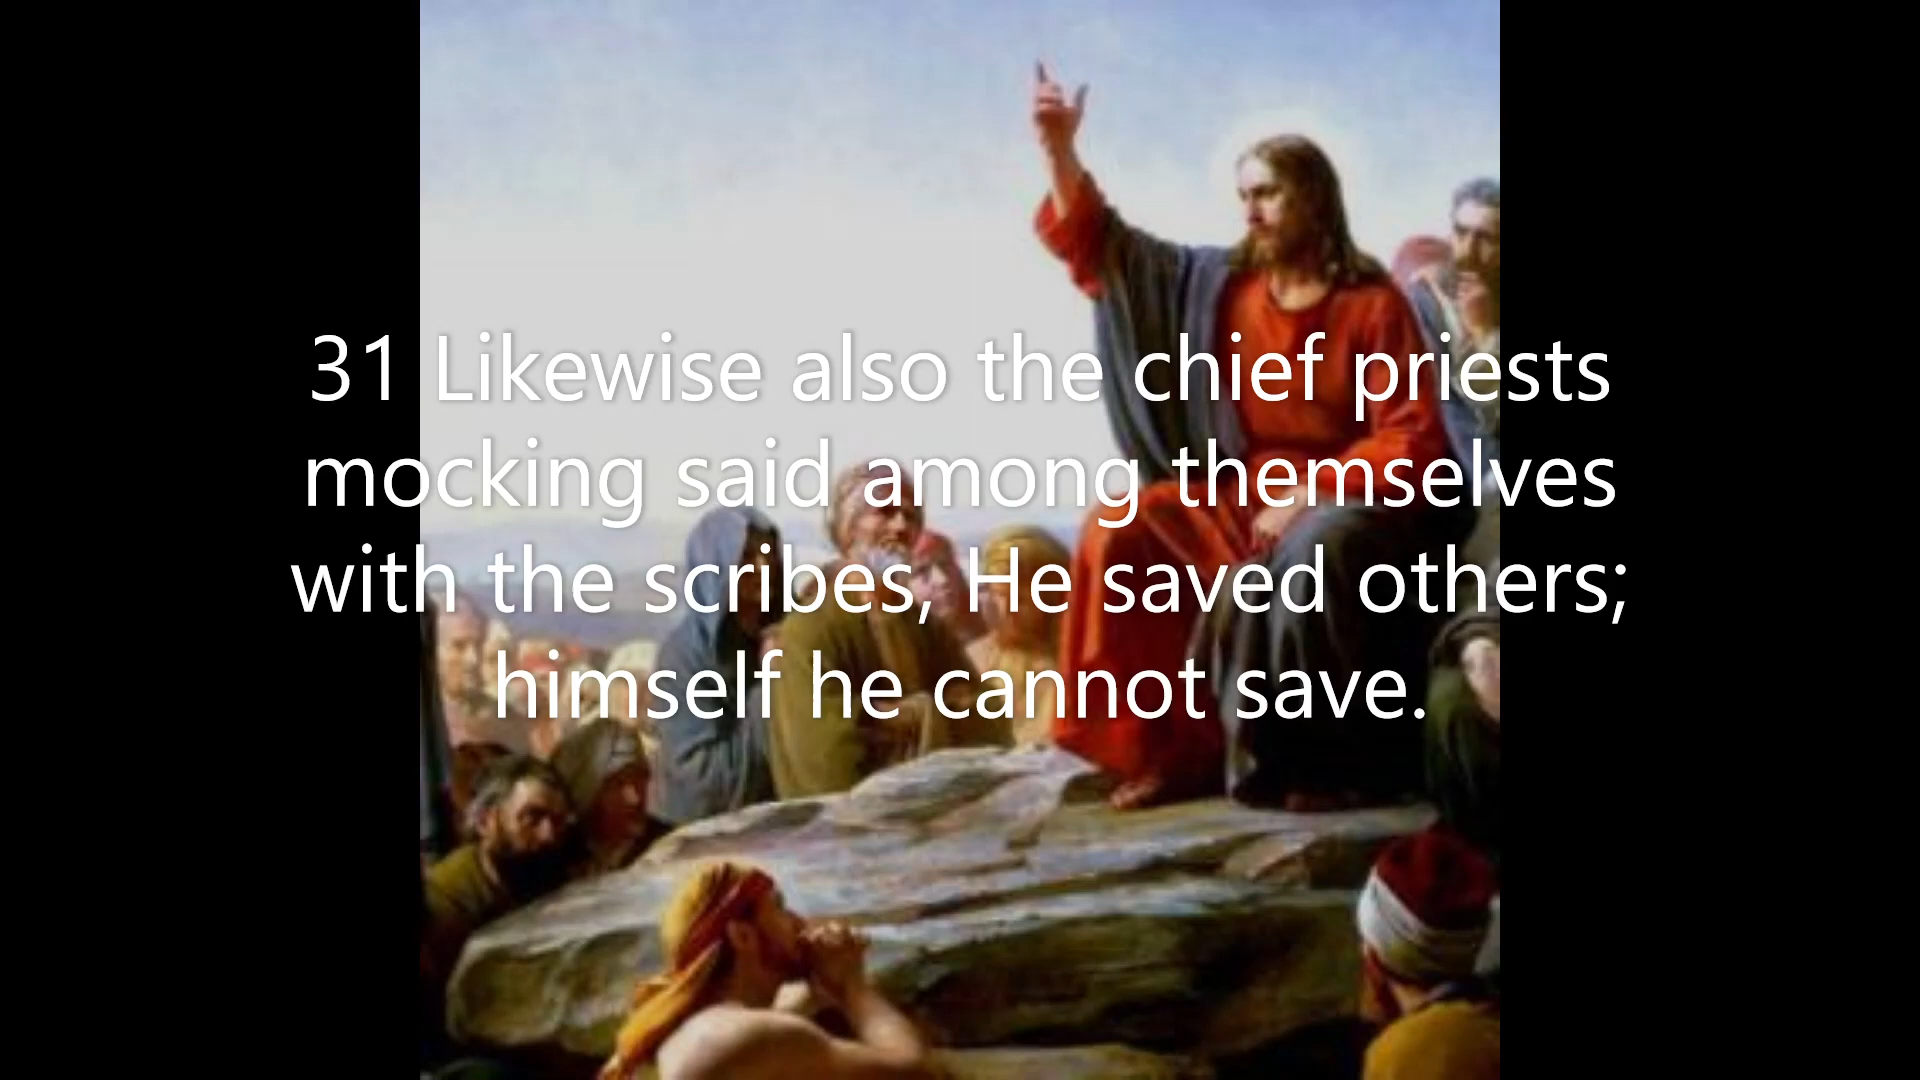 31 Likewise also the chief priests
mocking said among themselves
with the scribes, He saved others;
himself he cannot save.